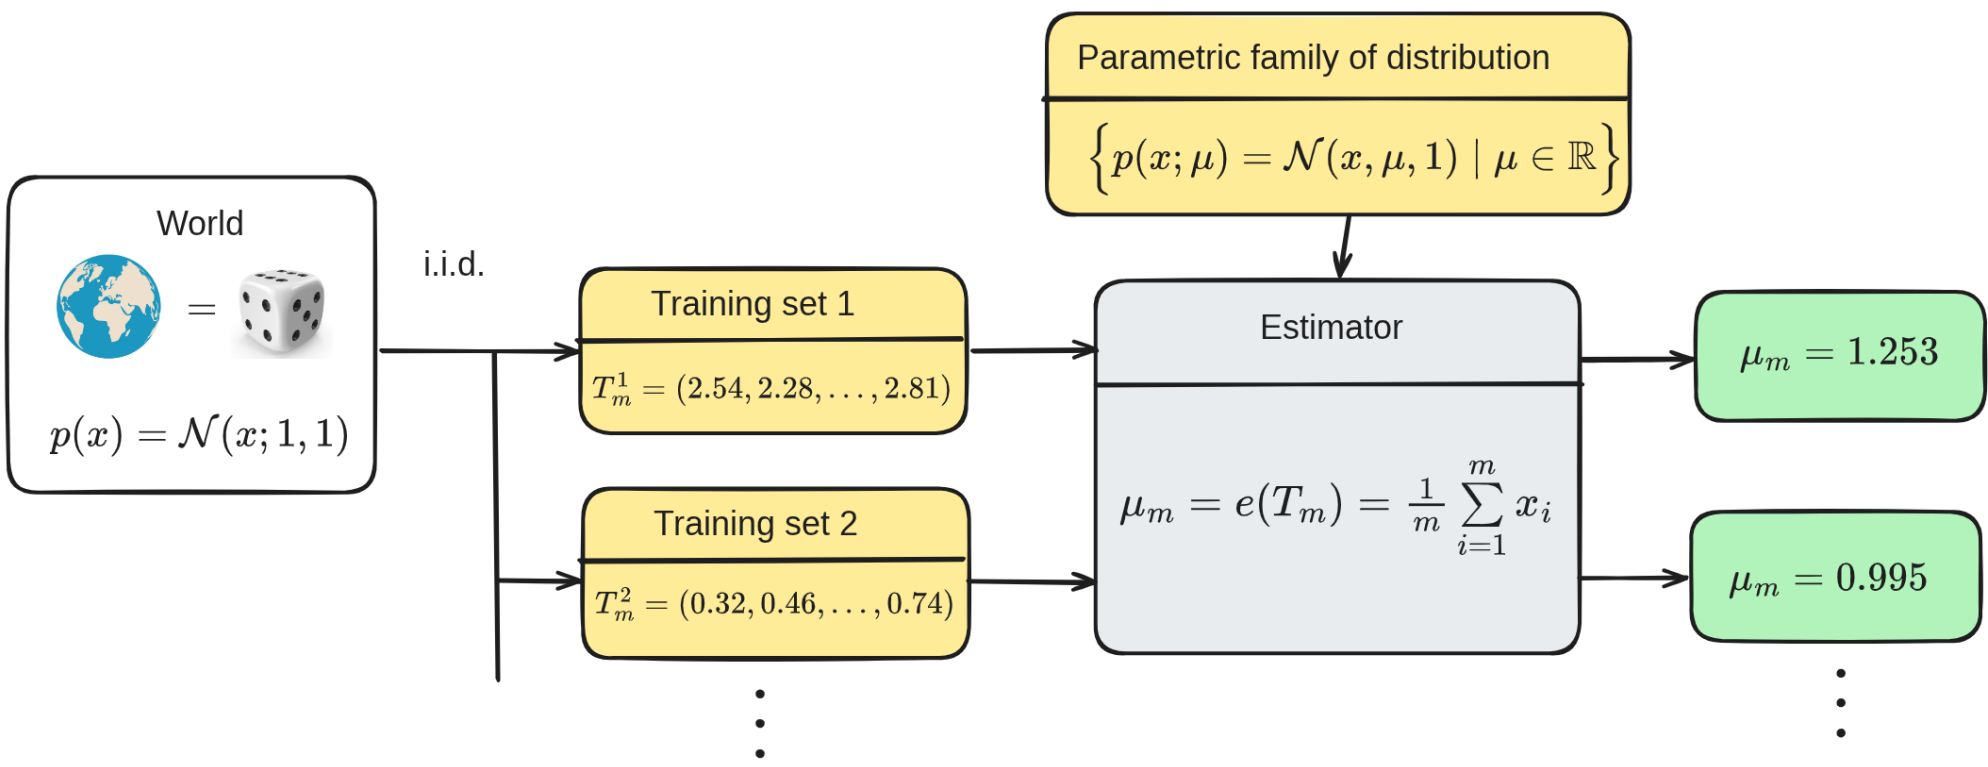 Parametric family of distribution
{p(x; μ) = 𝒩(x, μ, 1) | μ ∈ ℝ}
World
=
p(x) = 𝒩(x; 1, 1)
i.i.d.
Training set 1
T_m^1 = (2.54, 2.28, ..., 2.81)
Training set 2
T_m^2 = (0.32, 0.46, ..., 0.74)
Estimator
μ_m = e(T_m) = \frac{1}{m} \sum_{i=1}^{m} x_i
μ_m = 1.253
μ_m = 0.995